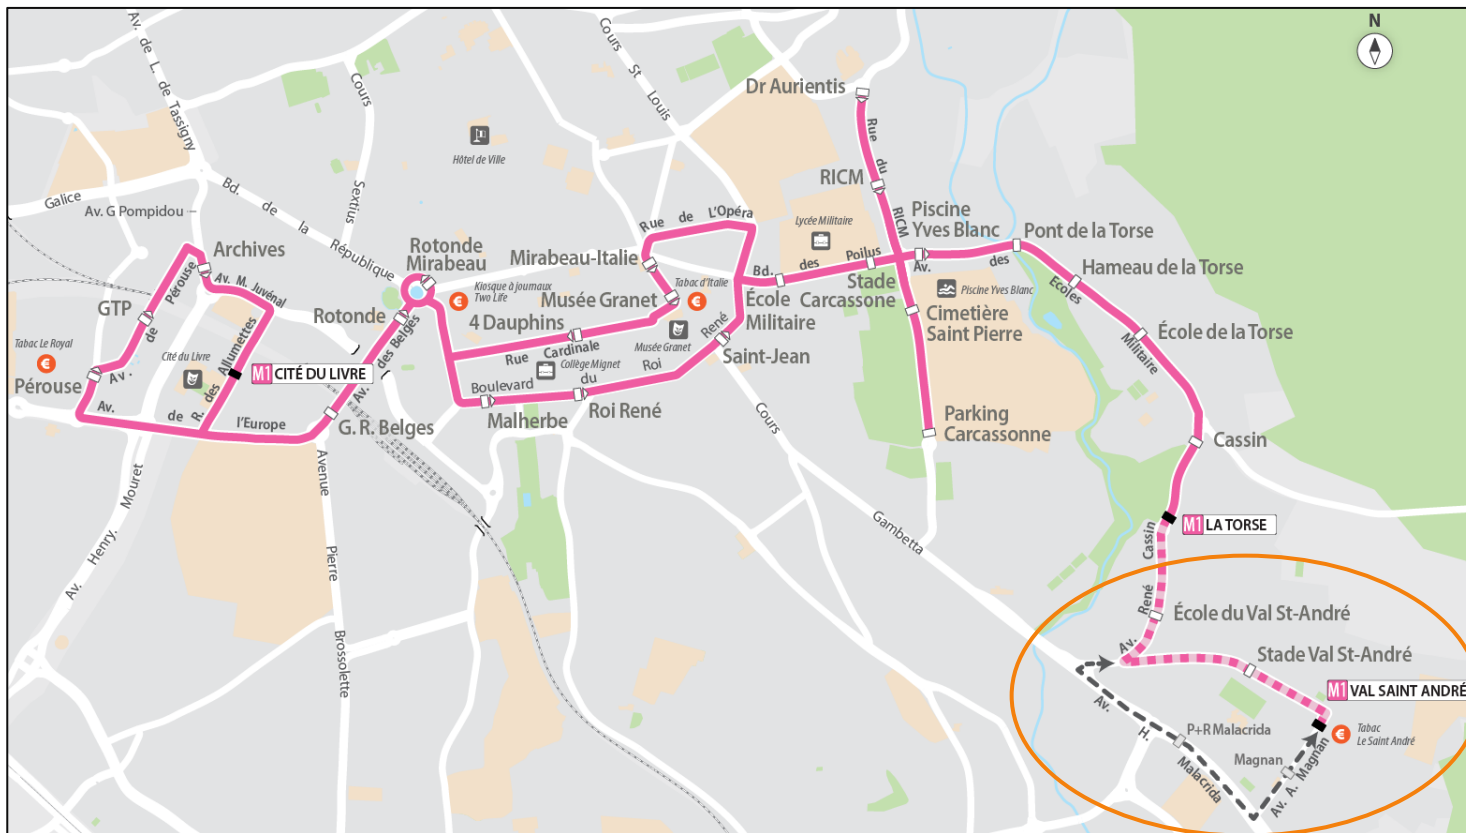 N
Av. de L. de Tassigny
Cours
Sextius
Cours St Louis
Dr Aurientis
Rue du RICM
RICM
Hôtel de Ville
Galice
Av. G Pompidou
Bd. de la République
Archives
Av. M. Juvénal
GTP
Av. de Pérouse
Tabac Le Royal
€
Pérouse
Cité du Livre
R. des Allumettes
M1 CITÉ DU LIVRE
Av. de l'Europe
Rotonde
Mirabeau
Rotonde
Av. des Belges
G. R. Belges
Kiosque à journaux
Two Life
€
4 Dauphins
Rue Cardinale
Collège Mignet
Boulevard du Roi René
Malherbe
Roi René
Mirabeau-Italie
Rue de L'Opéra
Musée Granet
Tabac d'Italie
€
Musée Granet
Saint-Jean
École
Militaire
Lycée Militaire
Bd. des Poilus
Stade
Carcassone
Piscine
Yves Blanc
Av. des Ecoles Militaire
Pont de la Torse
Hameau de la Torse
Piscine Yves Blanc
Cimetière
Saint Pierre
École de la Torse
Parking
Carcassonne
Cassin
Cours Gambetta
M1 LA TORSE
Av. René Cassin
École du Val St-André
Stade Val St-André
M1 VAL SAINT ANDRÉ
€
Tabac
Le Saint André
P+R Malacrida
Av. H. Malacrida
Magnan
Av. A. Magnan
Av. Henry. Mouret
Avenue Pierre Brossolette